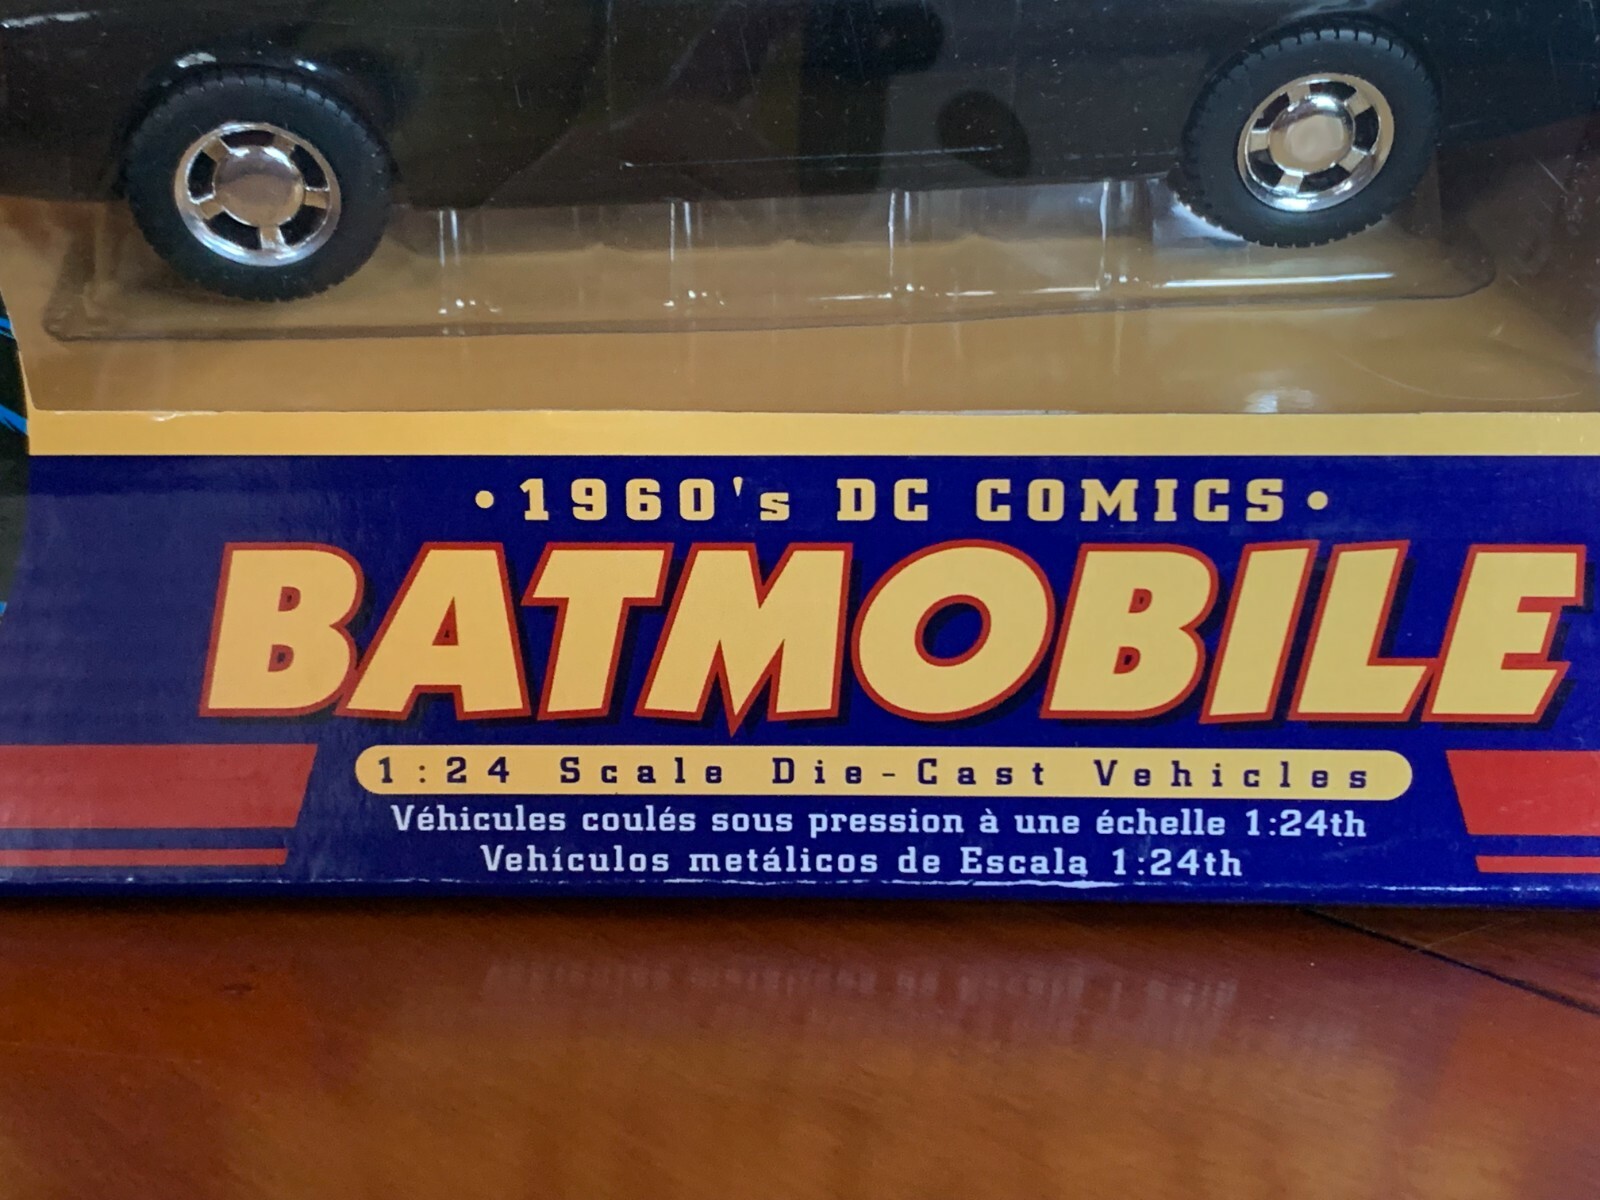 • 1960's DC COMICS •
BATMOBILE
1:24 Scale Die-Cast Vehicles
Véhicules coulés sous pression à une échelle 1:24th
Vehículos metálicos de Escala 1:24th